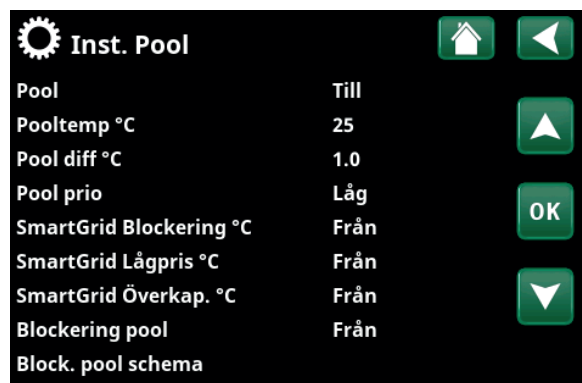 Inst. Pool
Pool Till
Pooltemp °C 25
Pool diff °C 1.0
Pool prio Låg
SmartGrid Blockering °C Från
SmartGrid Lågpris °C Från
SmartGrid Överkap. °C Från
Blockering pool Från
Block. pool schema
OK